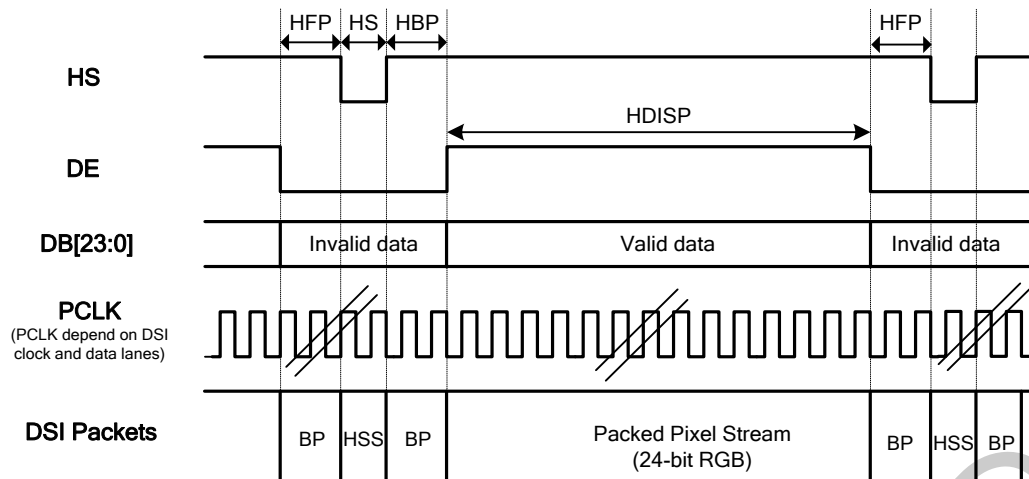 HFP HS HBP HFP
HS
HDISP
DE
DB[23:0] Invalid data Valid data Invalid data
PCLK
(PCLK depend on DSI
clock and data lanes)
DSI Packets BP HSS BP Packed Pixel Stream BP HSS BP
(24-bit RGB)